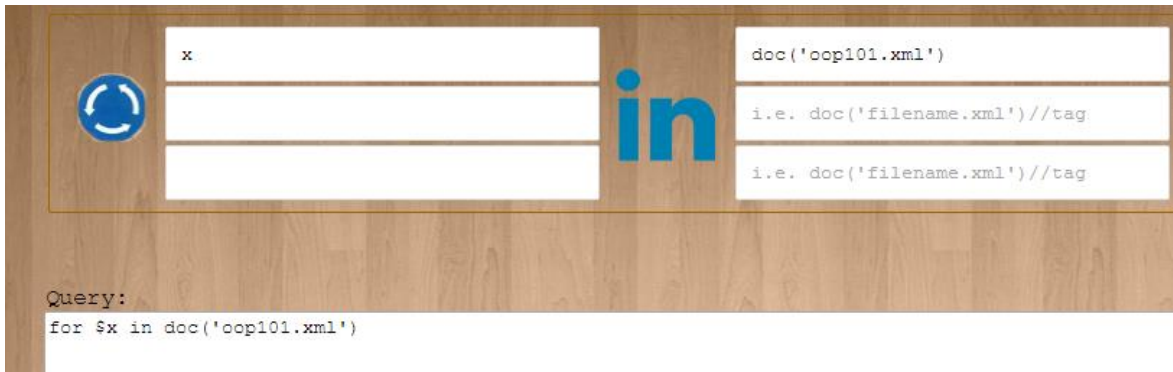 x
in
doc('oop101.xml')
i.e. doc('filename.xml')//tag
i.e. doc('filename.xml')//tag
Query:
for $x in doc('oop101.xml')